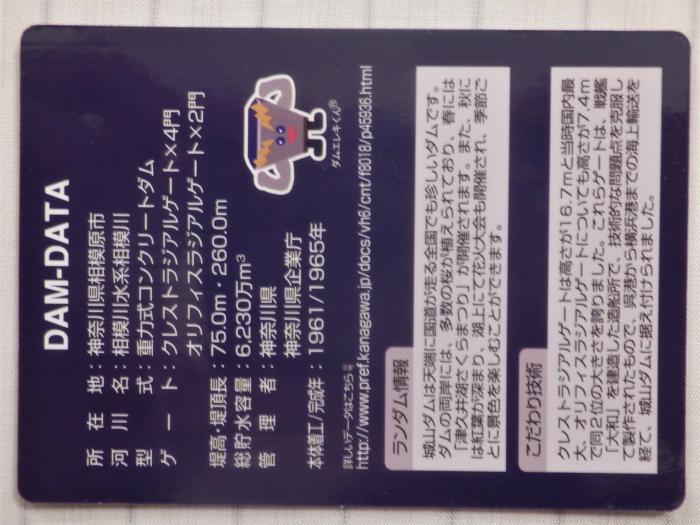 DAM-DATA
所在地：神奈川県相模原市
河川名：相模川水系相模川
型式：重力式コンクリートダム
ゲート：クレストラジアルゲート×4門
オリフィスラジアルゲート×2門
堤高・堤頂長：75.0m・260.0m
総貯水容量：6,230万m³
管理者：神奈川県
神奈川県企業庁
本体着工/完成年：1961/1965年
ダムエレキくん®
詳しいデータはこちら
http://www.pref.kanagawa.jp/docs/vh6/cnt/f8018/p45936.html
ランダム情報
城山ダムは天端に国道が走る全国でも珍しいダムです。
ダムの両岸には、多数の桜が植えられており、春には
「津久井湖さくらまつり」が開催されます。また、秋に
は紅葉が深まり、湖上にて花火大会も開催され、季節ご
とに景色を楽しむことができます。
こだわり技術
クレストラジアルゲートは高さが16.7mと当時国内最
大、オリフィスラジアルゲートについても高さが7.4m
で同2位の大きさを誇りました。これらゲートは、戦艦
「大和」を建造した造船所で、技術的な問題点を克服し
て製作されたもので、呉港から横浜港までの海上輸送を
経て、城山ダムに据え付けられました。